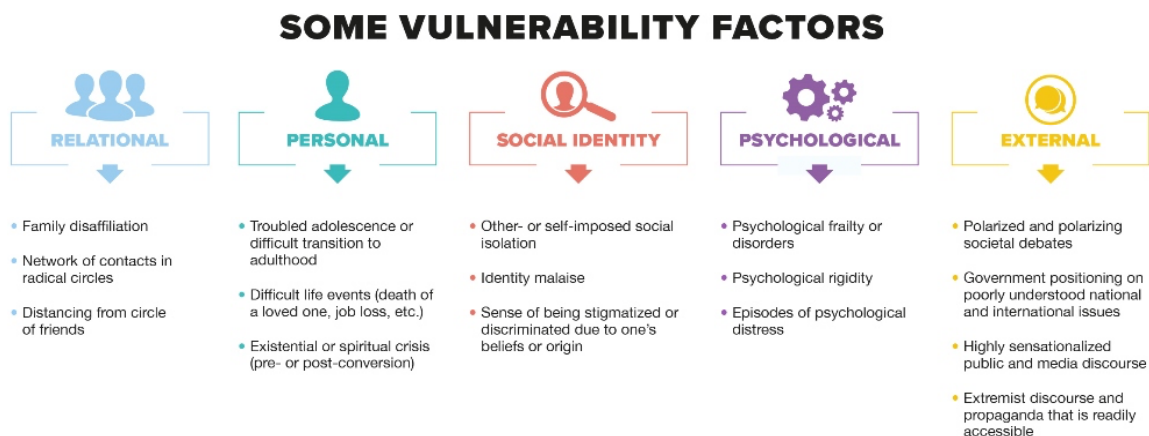 SOME VULNERABILITY FACTORS
RELATIONAL
• Family disaffiliation
• Network of contacts in
radical circles
• Distancing from circle
of friends
PERSONAL
• Troubled adolescence or
difficult transition to
adulthood
• Difficult life events (death of
a loved one, job loss, etc.)
• Existential or spiritual crisis
(pre- or post-conversion)
SOCIAL IDENTITY
• Other- or self-imposed social
isolation
• Identity malaise
• Sense of being stigmatized or
discriminated due to one’s
beliefs or origin
PSYCHOLOGICAL
• Psychological frailty or
disorders
• Psychological rigidity
• Episodes of psychological
distress
EXTERNAL
• Polarized and polarizing
societal debates
• Government positioning on
poorly understood national
and international issues
• Highly sensationalized
public and media discourse
• Extremist discourse and
propaganda that is readily
accessible